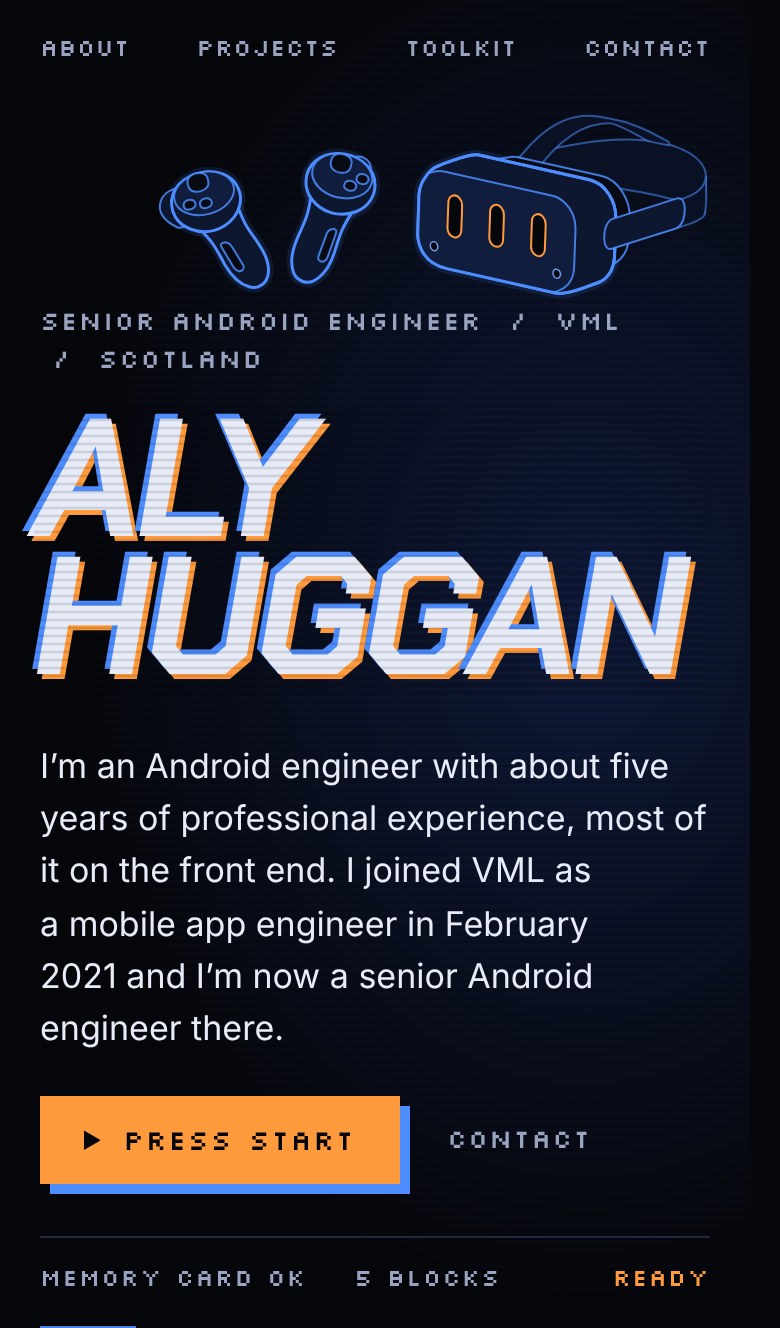 ABOUT PROJECTS TOOLKIT CONTACT
SENIOR ANDROID ENGINEER / VML
/ SCOTLAND
ALY
HUGGAN
I’m an Android engineer with about five
years of professional experience, most of
it on the front end. I joined VML as
a mobile app engineer in February
2021 and I’m now a senior Android
engineer there.
▶ PRESS START CONTACT
MEMORY CARD OK 5 BLOCKS READY